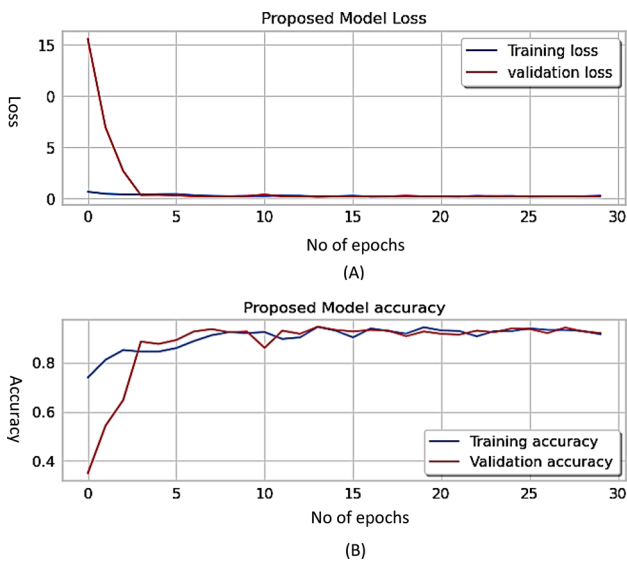 Proposed Model Loss
15
0
5
0
Loss
Training loss
validation loss
0 5 10 15 20 25 30
No of epochs
(A)
Proposed Model accuracy
0.8
0.6
0.4
Accuracy
Training accuracy
Validation accuracy
0 5 10 15 20 25 30
No of epochs
(B)